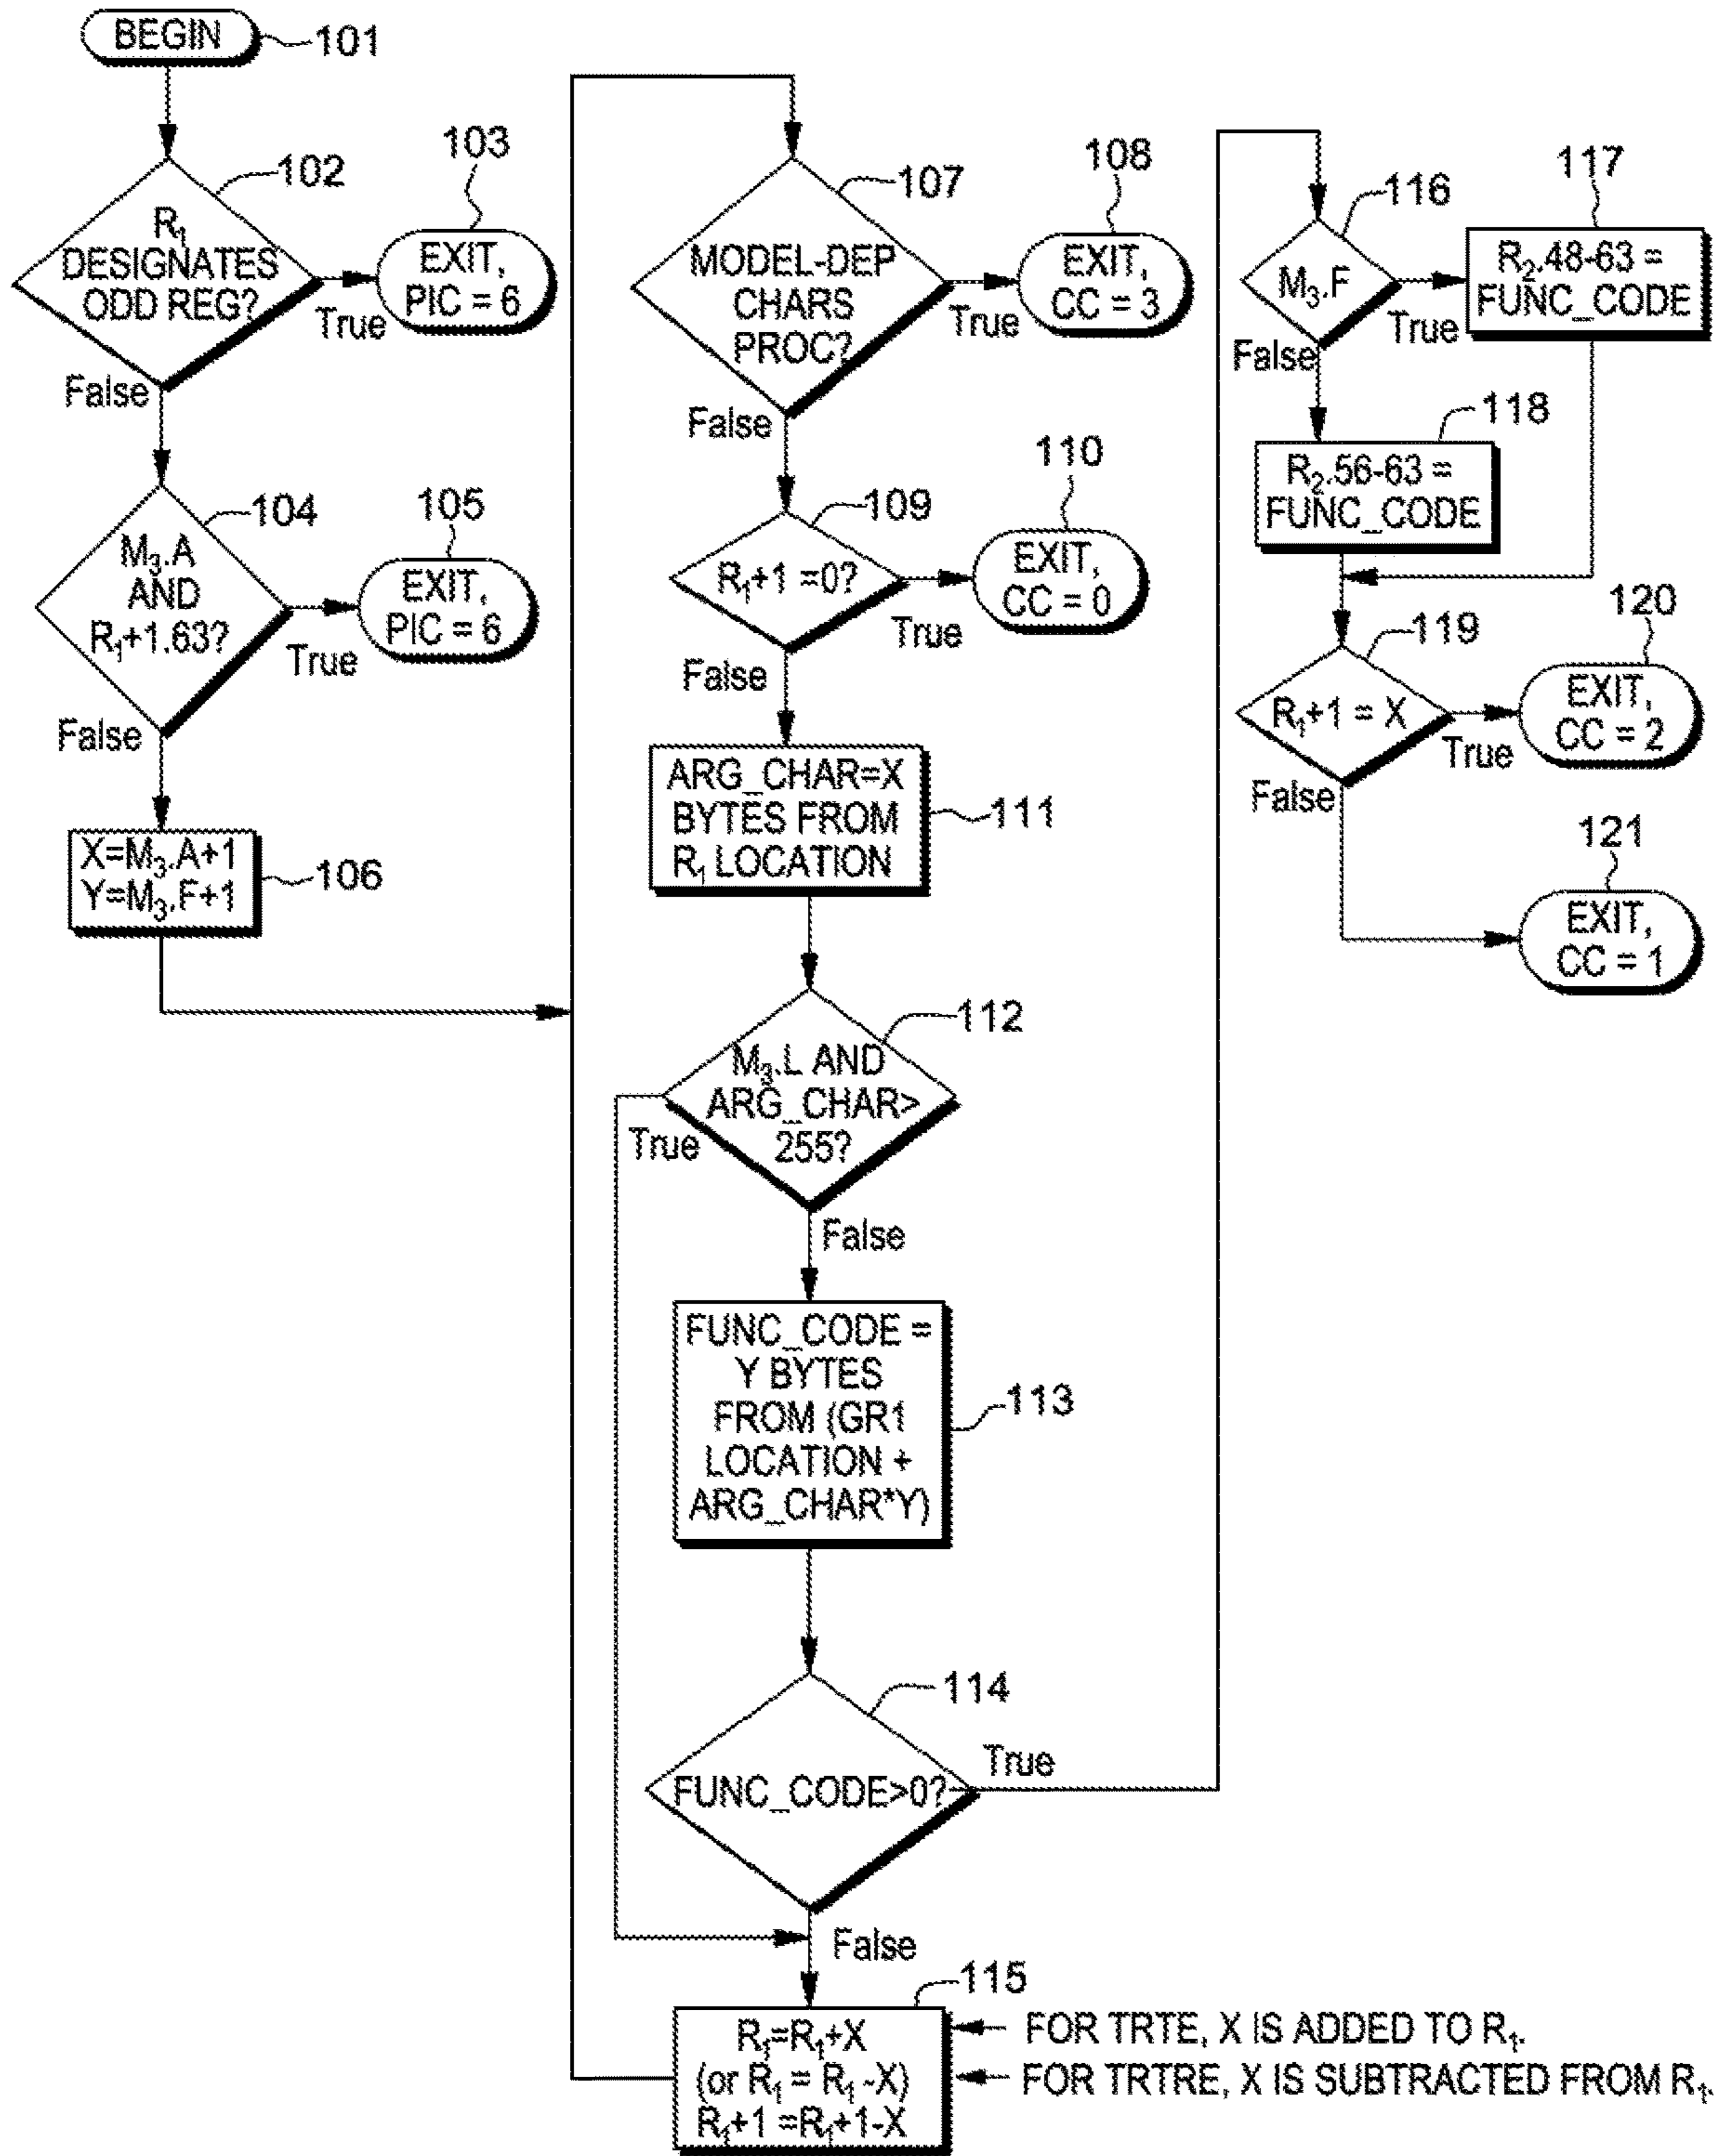 BEGIN
101
102
R₁
DESIGNATES
ODD REG?
True
False
103
EXIT,
PIC = 6
104
M₃.A
AND
R₁+1.63?
True
False
105
EXIT,
PIC = 6
X=M₃.A+1
Y=M₃.F+1
106
107
MODEL-DEP
CHARS
PROC?
True
False
108
EXIT,
CC = 3
109
R₁+1 =0?
True
False
110
EXIT,
CC = 0
ARG_CHAR=X
BYTES FROM
R₁ LOCATION
111
112
M₃.L AND
ARG_CHAR>
255?
True
False
FUNC_CODE =
Y BYTES
FROM (GR1
LOCATION +
ARG_CHAR*Y)
113
114
FUNC_CODE>0?
True
False
115
R₁=R₁+X
(or R₁ = R₁ -X)
R₁+1 =R₁+1-X
FOR TRTE, X IS ADDED TO R₁.
FOR TRTRE, X IS SUBTRACTED FROM R₁.
116
M₃.F
True
False
117
R₂.48-63 =
FUNC_CODE
118
R₂.56-63 =
FUNC_CODE
119
R₁+1 = X
True
False
120
EXIT,
CC = 2
121
EXIT,
CC = 1